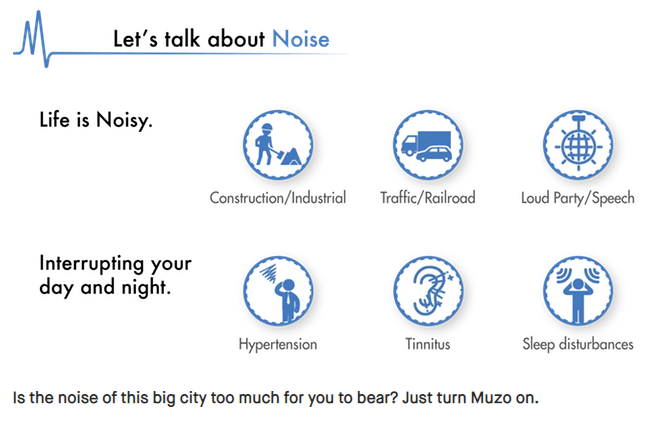 Let's talk about Noise
Life is Noisy.
Construction/Industrial
Traffic/Railroad
Loud Party/Speech
Interrupting your
day and night.
Hypertension
Tinnitus
Sleep disturbances
Is the noise of this big city too much for you to bear? Just turn Muzo on.